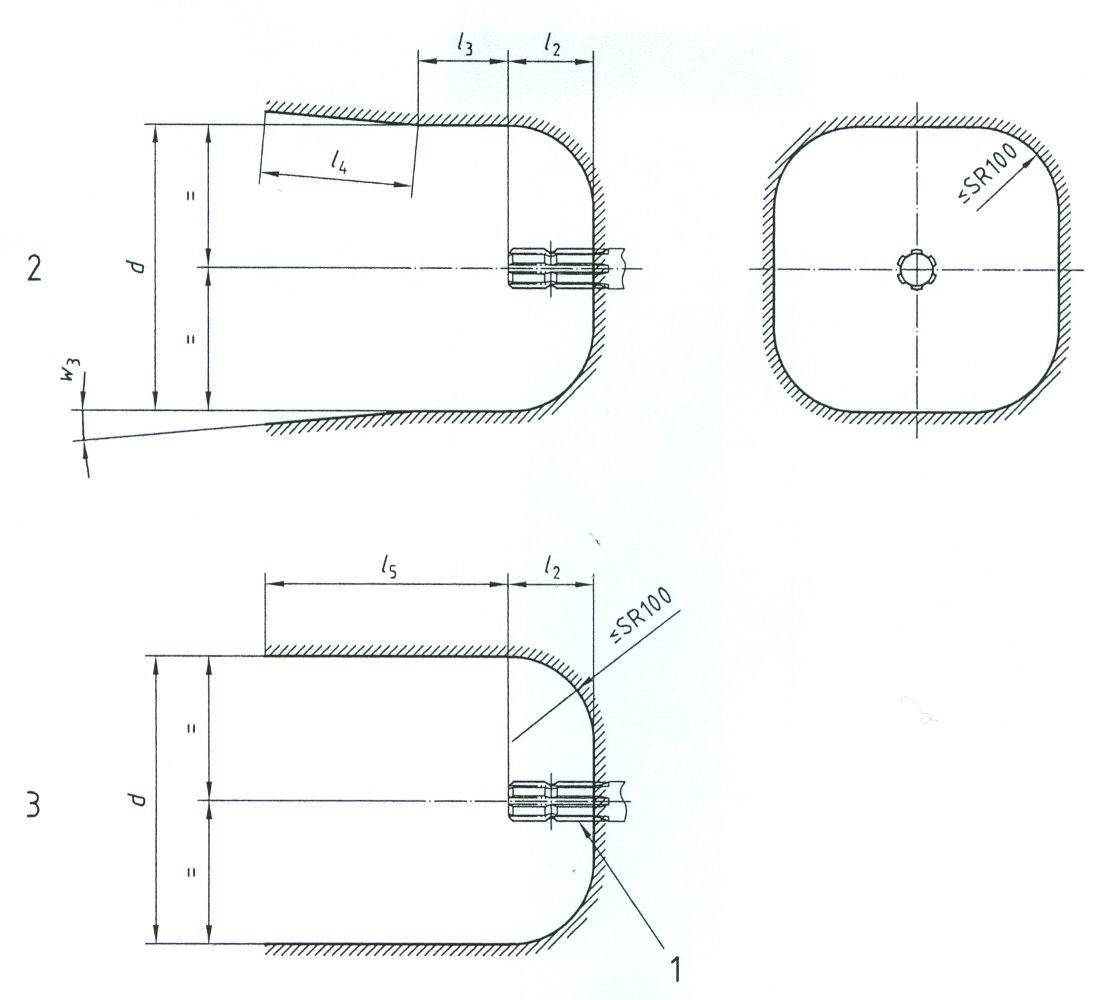 l3
l2
l4
=
d
=
w3
≤SR100
2
l5
l2
≤SR100
=
d
=
3
1